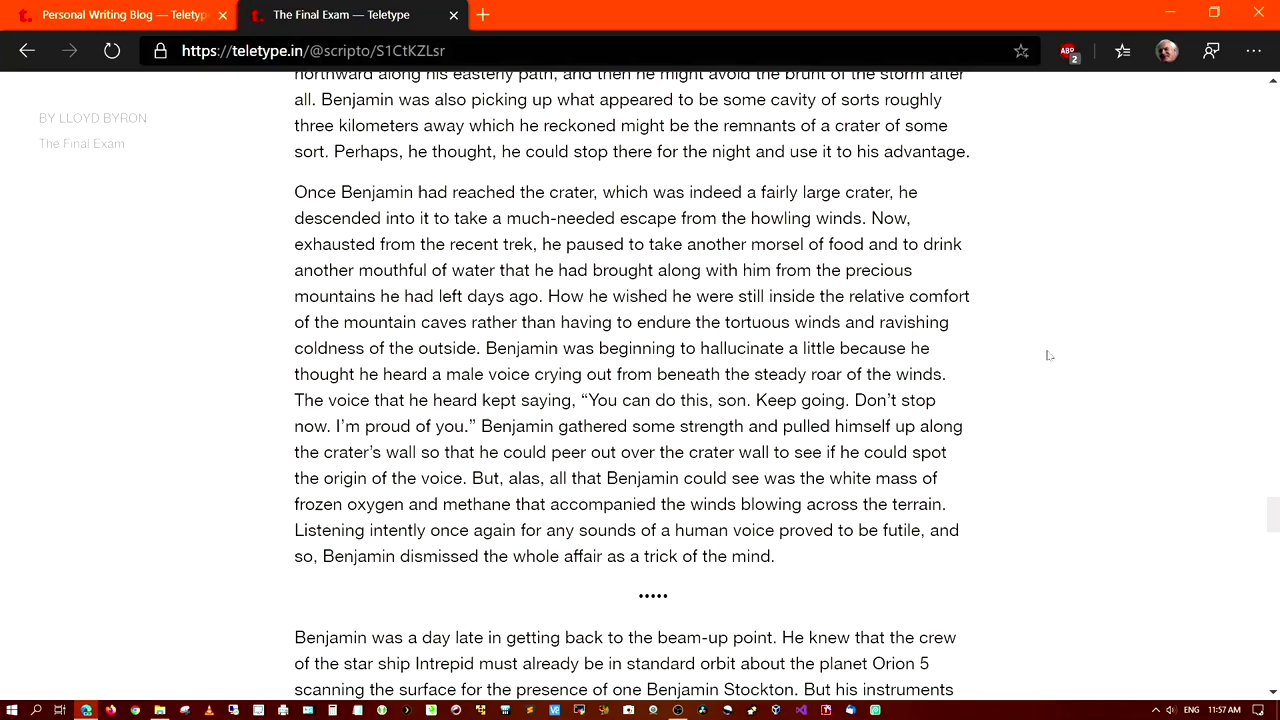 Personal Writing Blog — Teletyp
The Final Exam — Teletype
https://teletype.in/@scripto/S1CtKZLsr
ABP
2
BY LLOYD BYRON
The Final Exam
northward along his easterly path, and then he might avoid the brunt of the storm after
all. Benjamin was also picking up what appeared to be some cavity of sorts roughly
three kilometers away which he reckoned might be the remnants of a crater of some
sort. Perhaps, he thought, he could stop there for the night and use it to his advantage.
Once Benjamin had reached the crater, which was indeed a fairly large crater, he
descended into it to take a much-needed escape from the howling winds. Now,
exhausted from the recent trek, he paused to take another morsel of food and to drink
another mouthful of water that he had brought along with him from the precious
mountains he had left days ago. How he wished he were still inside the relative comfort
of the mountain caves rather than having to endure the tortuous winds and ravishing
coldness of the outside. Benjamin was beginning to hallucinate a little because he
thought he heard a male voice crying out from beneath the steady roar of the winds.
The voice that he heard kept saying, “You can do this, son. Keep going. Don’t stop
now. I’m proud of you.” Benjamin gathered some strength and pulled himself up along
the crater’s wall so that he could peer out over the crater wall to see if he could spot
the origin of the voice. But, alas, all that Benjamin could see was the white mass of
frozen oxygen and methane that accompanied the winds blowing across the terrain.
Listening intently once again for any sounds of a human voice proved to be futile, and
so, Benjamin dismissed the whole affair as a trick of the mind.
•••••
Benjamin was a day late in getting back to the beam-up point. He knew that the crew
of the star ship Intrepid must already be in standard orbit about the planet Orion 5
scanning the surface for the presence of one Benjamin Stockton. But his instruments
ENG
11:57 AM